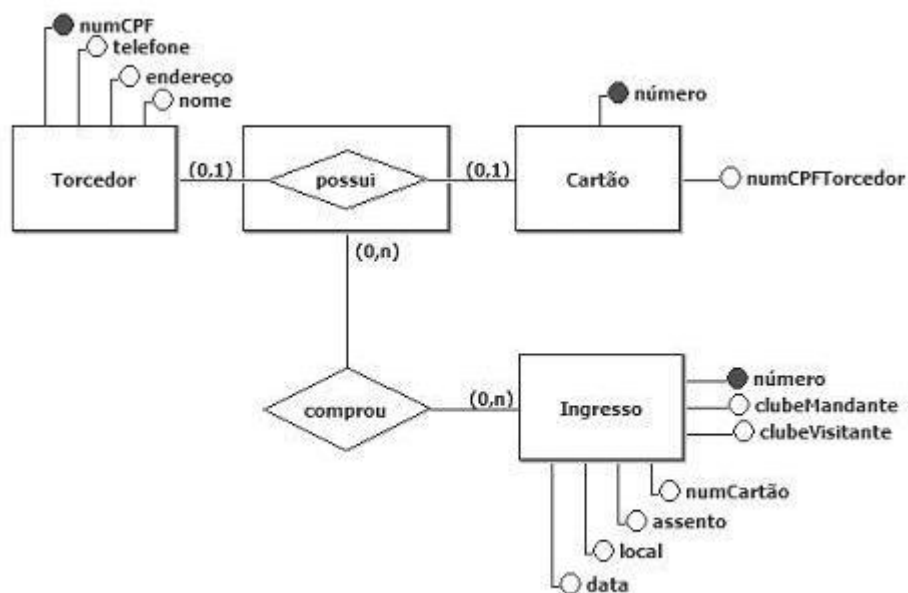 numCPF
telefone
endereço
nome
número
Torcedor
(0,1)
possui
(0,1)
Cartão
numCPFTorcedor
(0,n)
comprou
(0,n)
Ingresso
número
clubeMandante
clubeVisitante
numCartão
assento
local
data